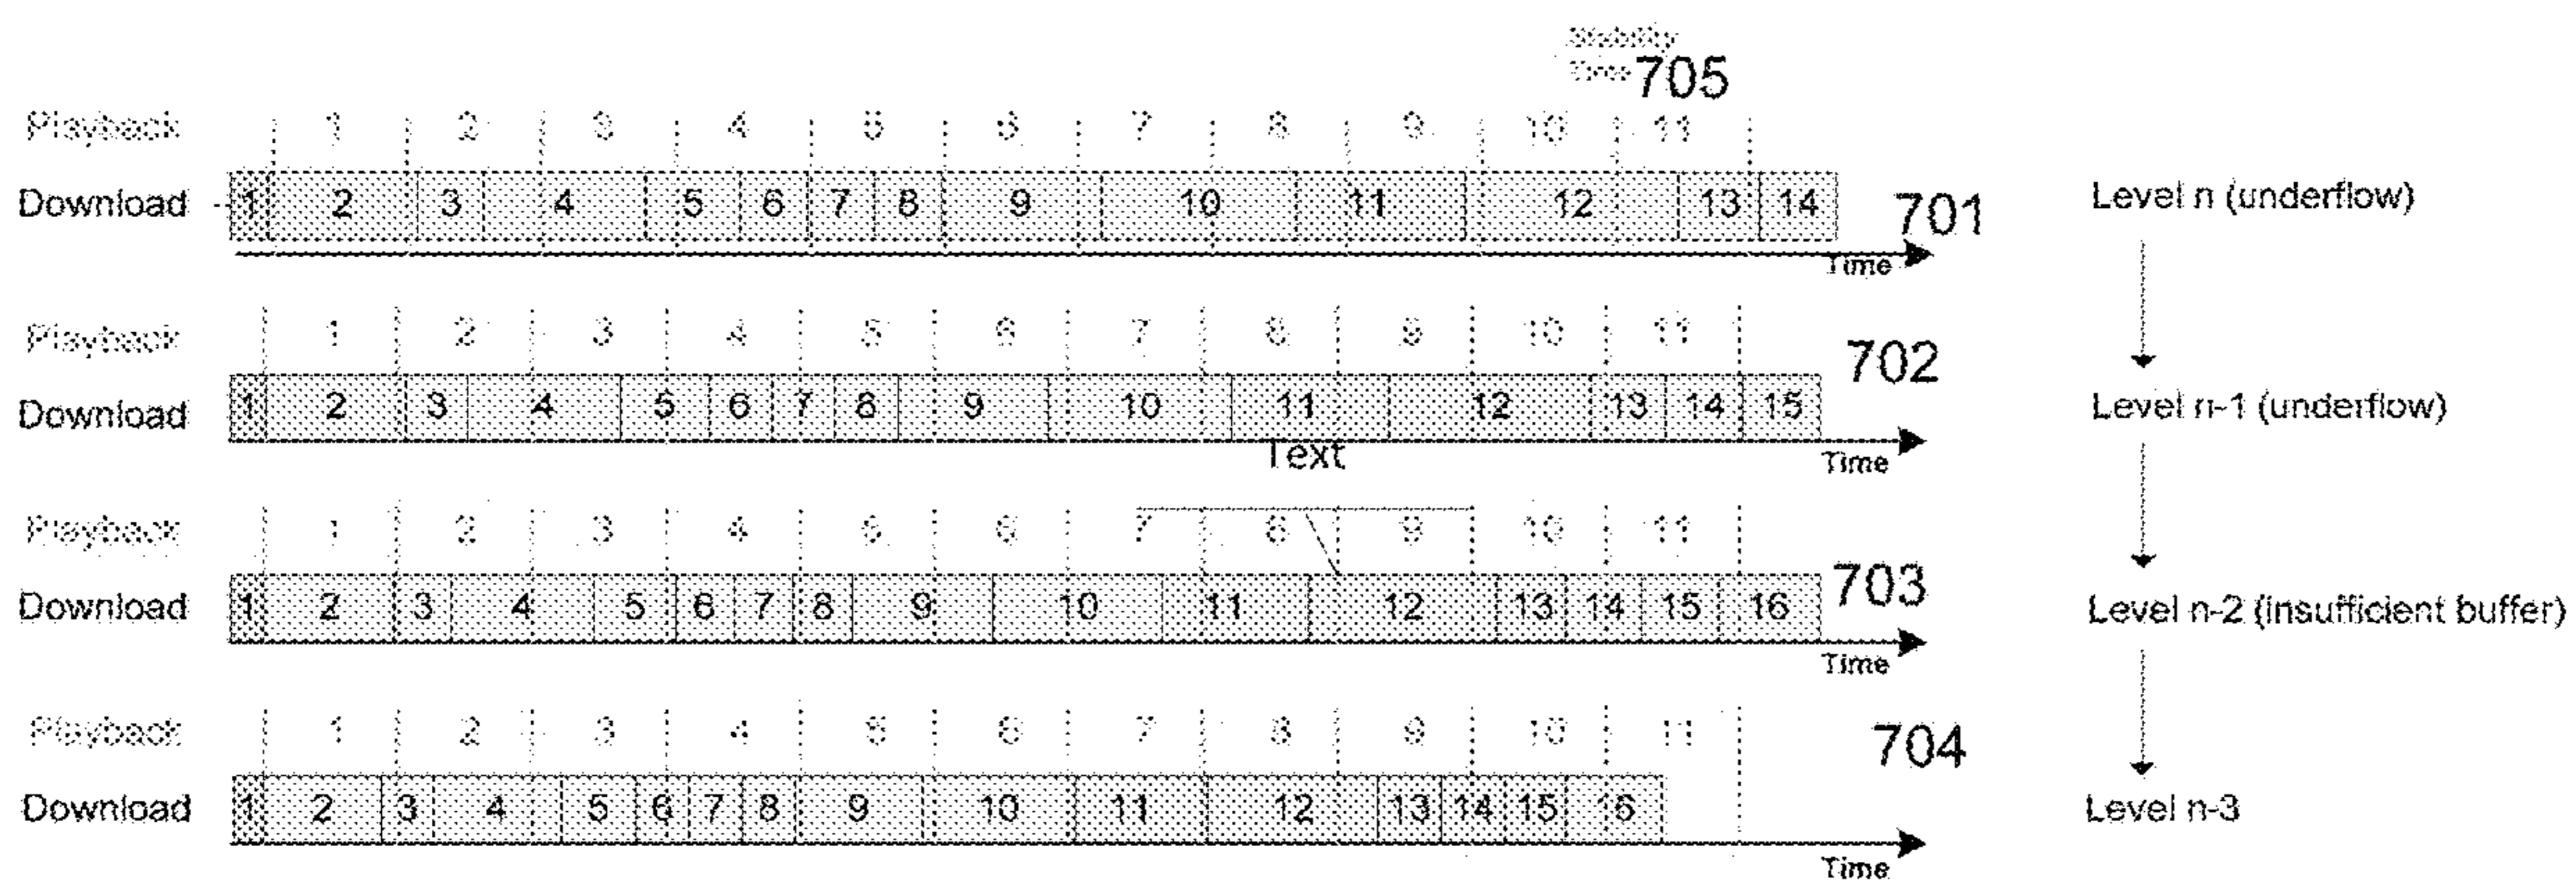 Stability
Time 705
Playback 1 2 3 4 5 6 7 8 9 10 11
Download 1 2 3 4 5 6 7 8 9 10 11 12 13 14 701 Level n (underflow)
Time
Playback 1 2 3 4 5 6 7 8 9 10 11 702
Download 1 2 3 4 5 6 7 8 9 10 11 12 13 14 15 Level n-1 (underflow)
Text Time
Playback 1 2 3 4 5 6 7 8 9 10 11
Download 1 2 3 4 5 6 7 8 9 10 11 12 13 14 15 16 703 Level n-2 (insufficient buffer)
Time
Playback 1 2 3 4 5 6 7 8 9 10 11 704
Download 1 2 3 4 5 6 7 8 9 10 11 12 13 14 15 16 Level n-3
Time